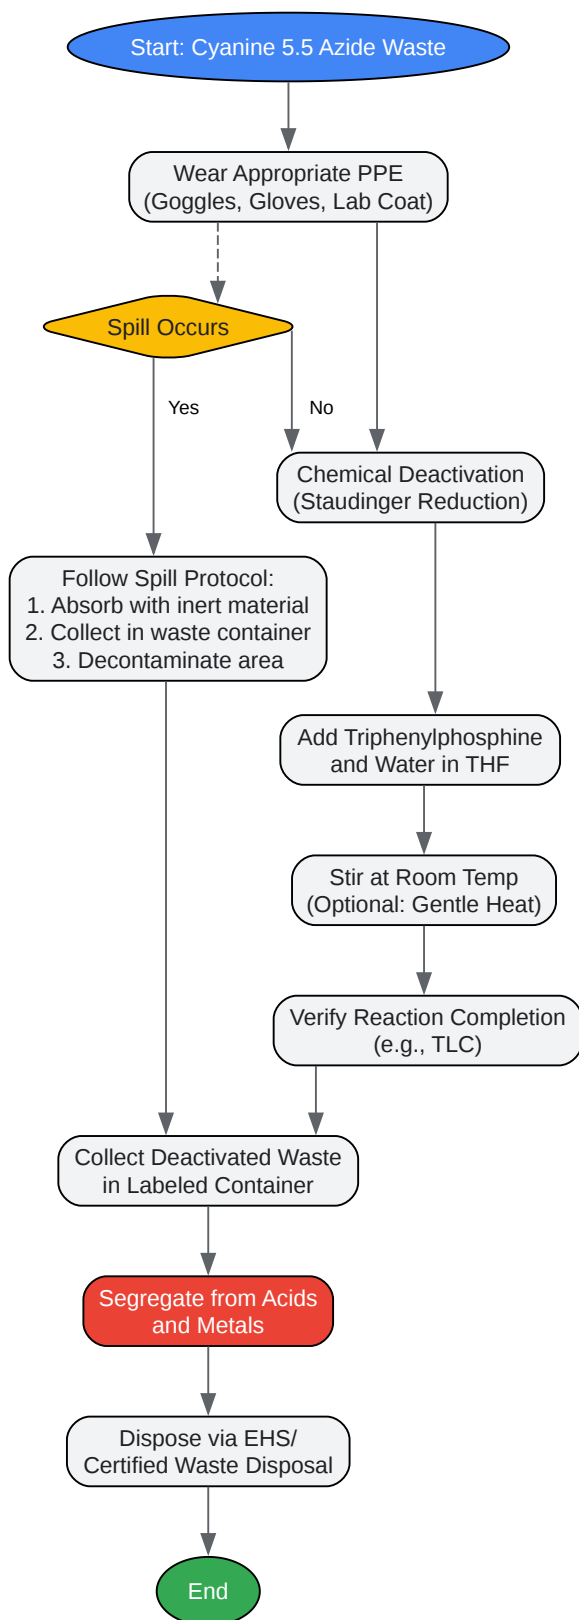 Start: Cyanine 5.5 Azide Waste
Wear Appropriate PPE
(Goggles, Gloves, Lab Coat)
Spill Occurs
Yes
No
Chemical Deactivation
(Staudinger Reduction)
Follow Spill Protocol:
1. Absorb with inert material
2. Collect in waste container
3. Decontaminate area
Add Triphenylphosphine
and Water in THF
Stir at Room Temp
(Optional: Gentle Heat)
Verify Reaction Completion
(e.g., TLC)
Collect Deactivated Waste
in Labeled Container
Segregate from Acids
and Metals
Dispose via EHS/
Certified Waste Disposal
End